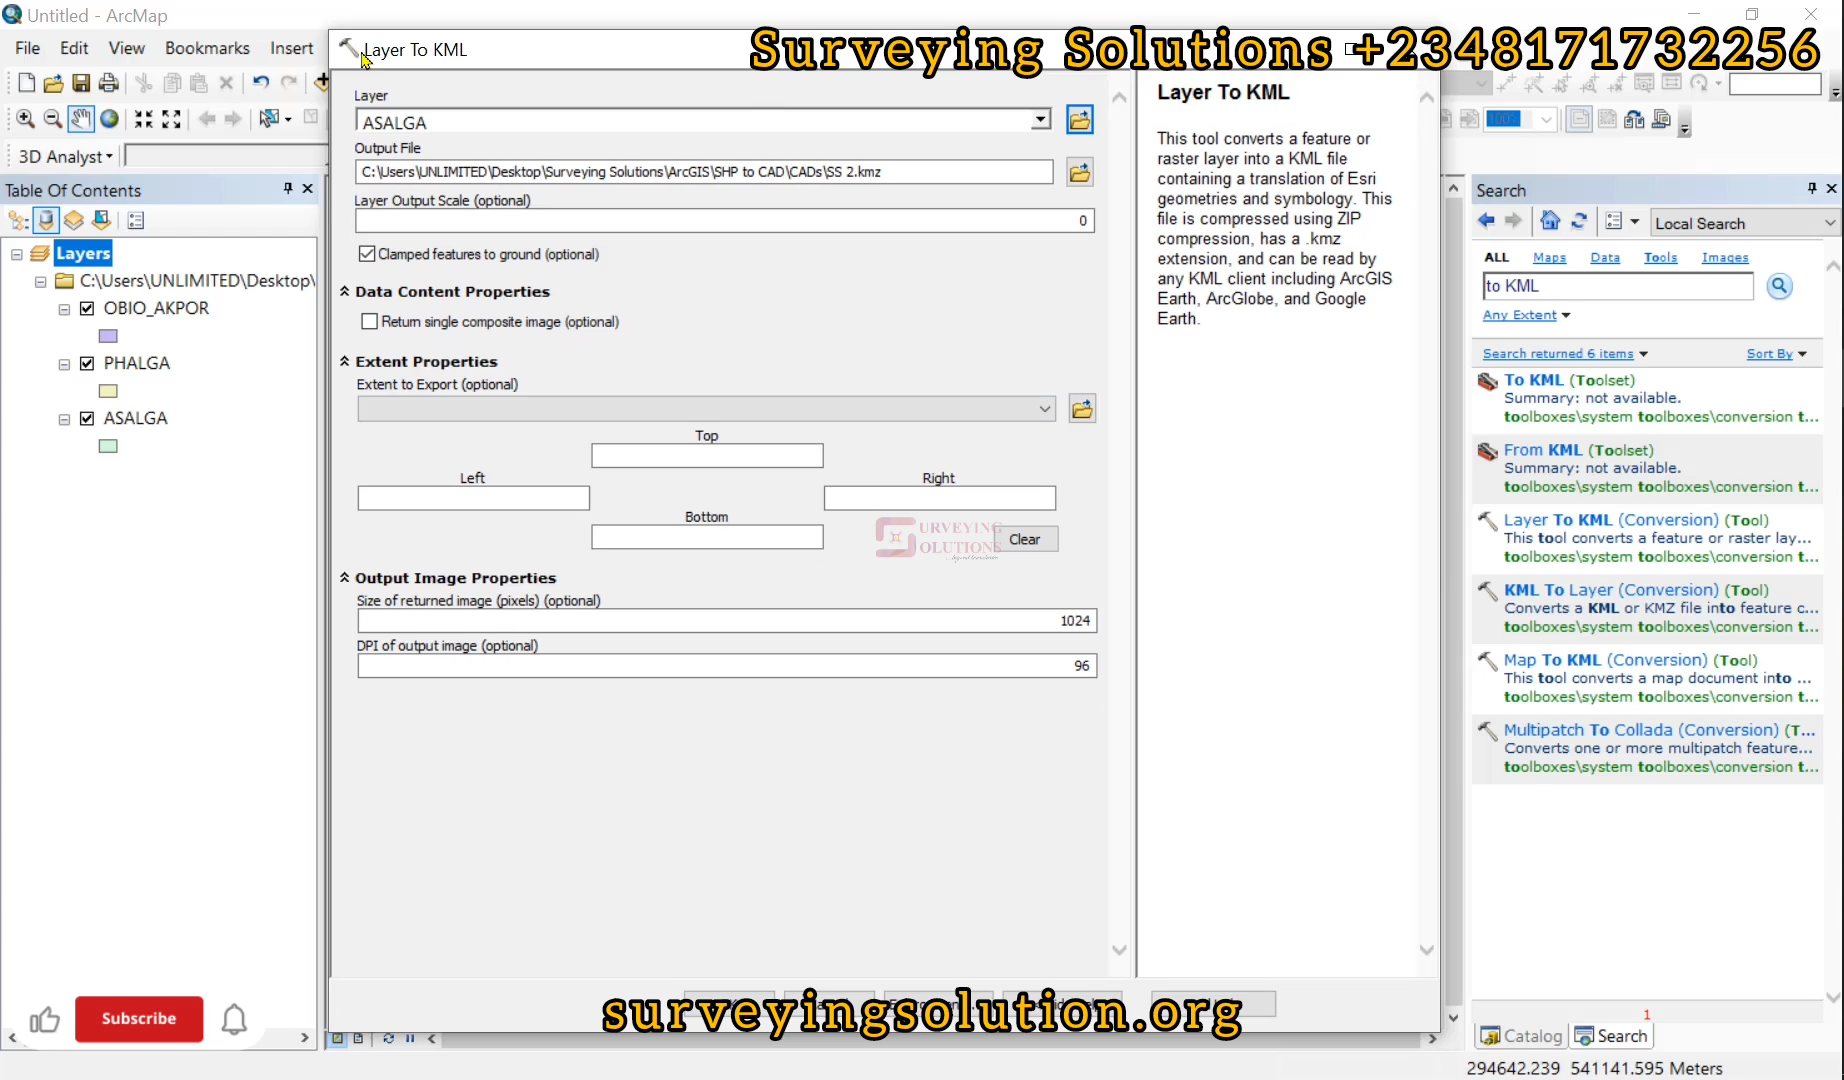 Untitled - ArcMap
File Edit View Bookmarks Insert
3D Analyst
Table Of Contents
Layers
C:\Users\UNLIMITED\Desktop\
OBIO_AKPOR
PHALGA
ASALGA
Subscribe
Layer To KML
Surveying Solutions +2348171732256
Layer
ASALGA
Output File
C:\Users\UNLIMITED\Desktop\Surveying Solutions\ArcGIS\SHP to CAD\CADs\SS 2.kmz
Layer Output Scale (optional)
0
Clamped features to ground (optional)
Data Content Properties
Return single composite image (optional)
Extent Properties
Extent to Export (optional)
Top
Left
Right
Bottom
SURVEYING
SOLUTIONS
Clear
Output Image Properties
Size of returned image (pixels) (optional)
1024
DPI of output image (optional)
96
surveyingsolution.org
Layer To KML
This tool converts a feature or
raster layer into a KML file
containing a translation of Esri
geometries and symbology. This
file is compressed using ZIP
compression, has a .kmz
extension, and can be read by
any KML client including ArcGIS
Earth, ArcGlobe, and Google
Earth.
100%
Search
Local Search
ALL Maps Data Tools Images
to KML
Any Extent
Search returned 6 items Sort By
To KML (Toolset)
Summary: not available.
toolboxes\system toolboxes\conversion t...
From KML (Toolset)
Summary: not available.
toolboxes\system toolboxes\conversion t...
Layer To KML (Conversion) (Tool)
This tool converts a feature or raster lay...
toolboxes\system toolboxes\conversion t...
KML To Layer (Conversion) (Tool)
Converts a KML or KMZ file into feature c...
toolboxes\system toolboxes\conversion t...
Map To KML (Conversion) (Tool)
This tool converts a map document into ...
toolboxes\system toolboxes\conversion t...
Multipatch To Collada (Conversion) (T...
Converts one or more multipatch feature...
toolboxes\system toolboxes\conversion t...
1
Catalog Search
294642.239 541141.595 Meters